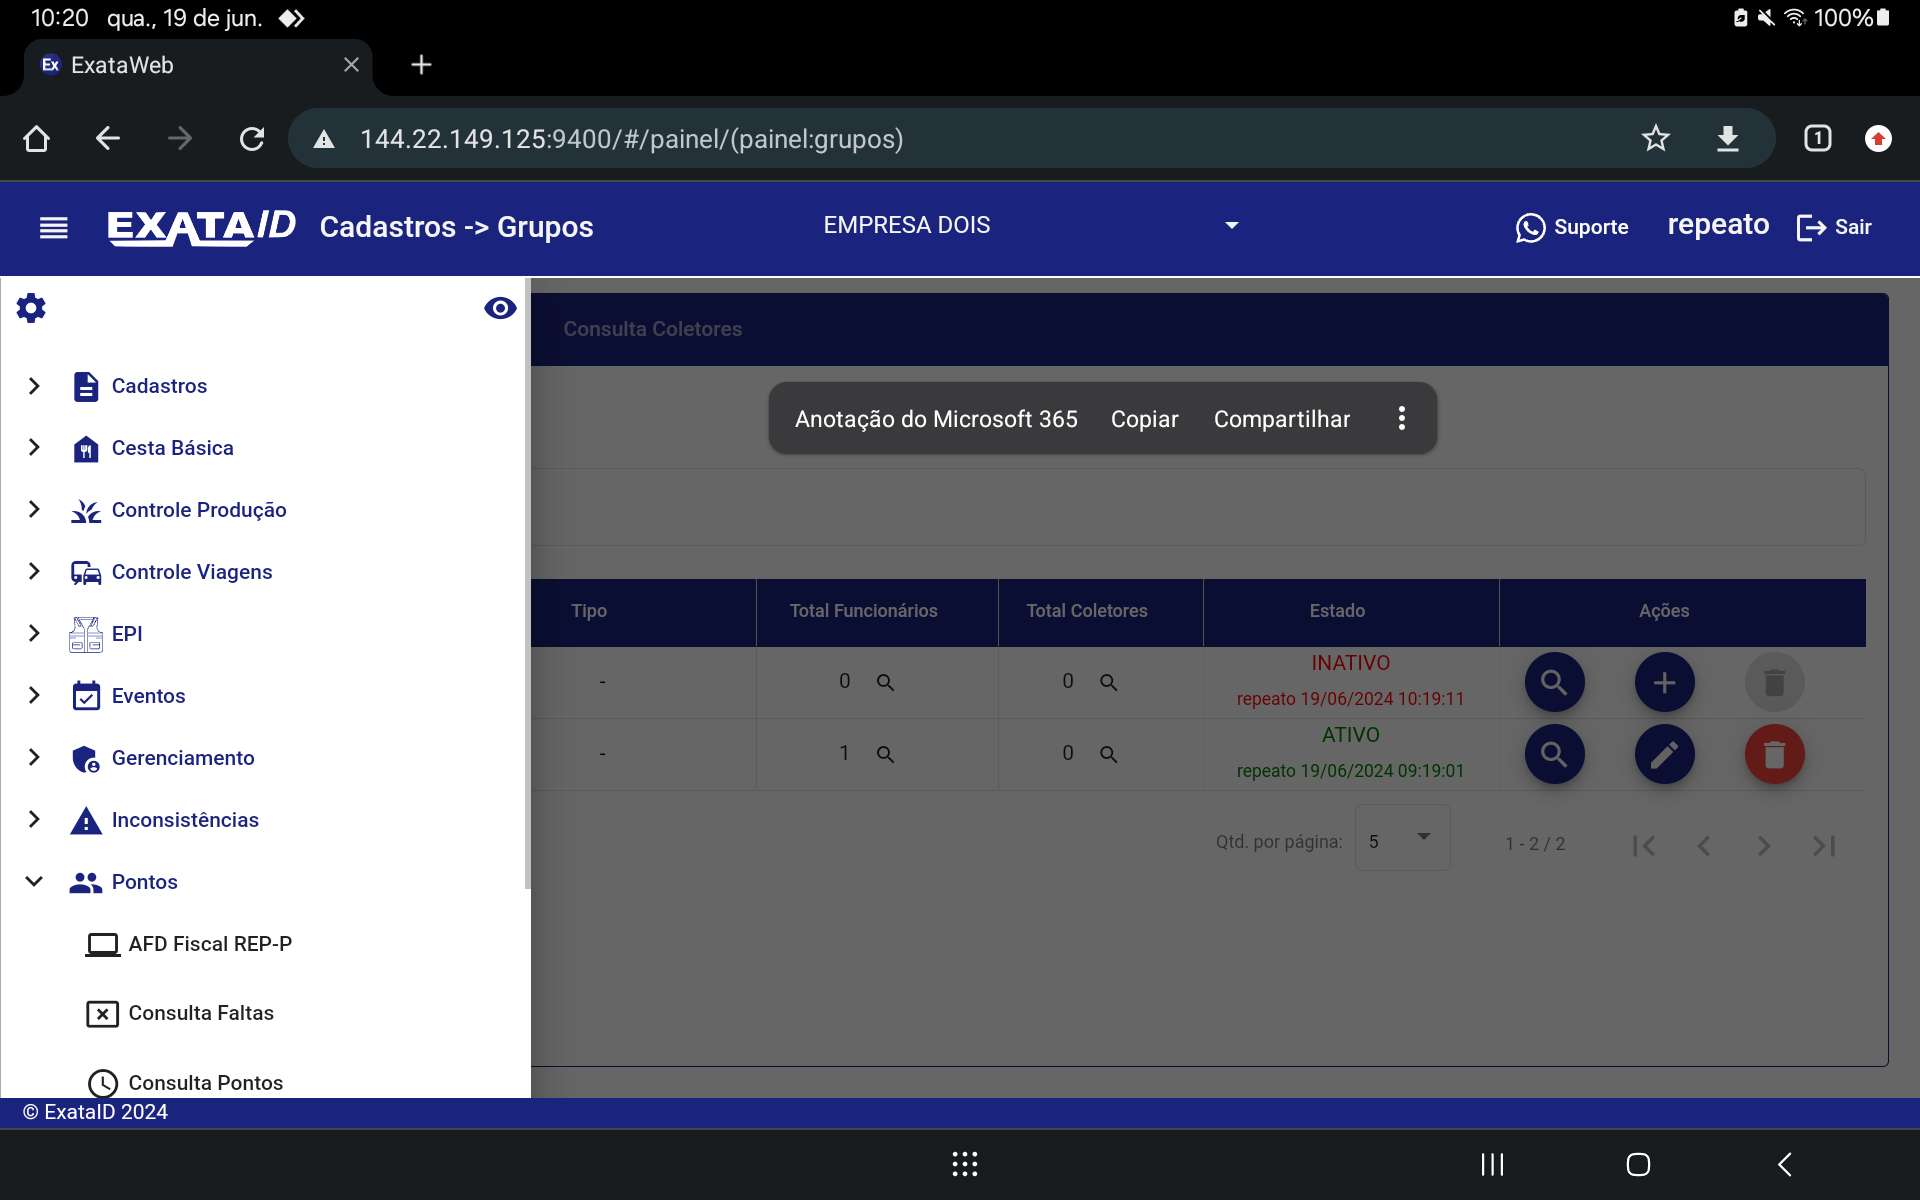 10:20 qua., 19 de jun. 100%
Ex ExataWeb
144.22.149.125:9400/#/painel/(painel:grupos) 1
EXATAID Cadastros -> Grupos EMPRESA DOIS Suporte repeato Sair
Consulta Coletores
Cadastros
Anotação do Microsoft 365 Copiar Compartilhar
Cesta Básica
Controle Produção
Controle Viagens
EPI
Eventos
Gerenciamento
Inconsistências
Pontos
AFD Fiscal REP-P
Consulta Faltas
Consulta Pontos
Tipo Total Funcionários Total Coletores Estado Ações
- 0 0 INATIVO
repeato 19/06/2024 10:19:11
- 1 0 ATIVO
repeato 19/06/2024 09:19:01
Qtd. por página: 5 1 - 2 / 2
© ExataID 2024